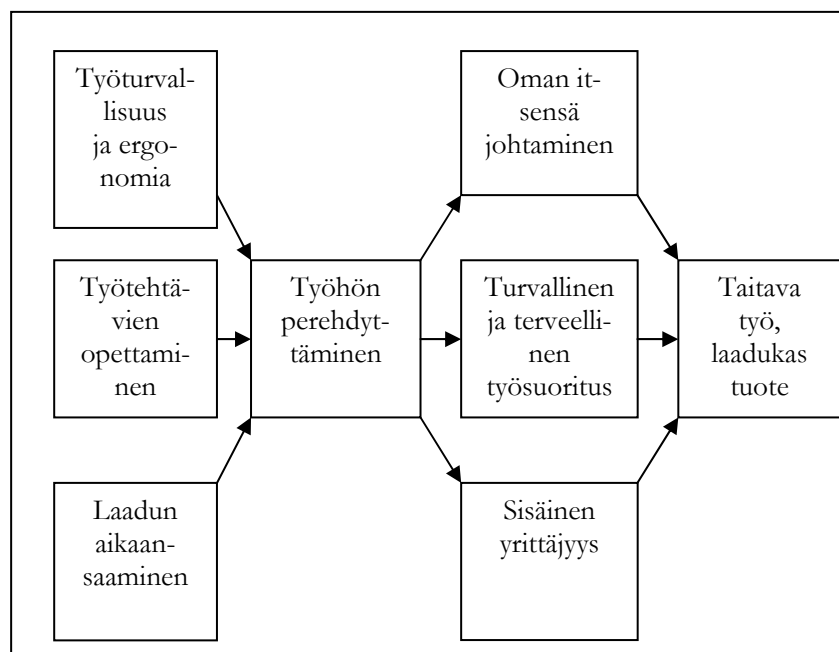 Työturval-
lisuus
ja ergo-
nomia
Työtehtä-
vien
opettami-
nen
Laadun
aikaan-
saaminen
Työhön
perehdyt-
täminen
Oman it-
sensä
johtaminen
Turvallinen
ja terveelli-
nen
työsuoritus
Sisäinen
yrittäjyys
Taitava
työ,
laadukas
tuote